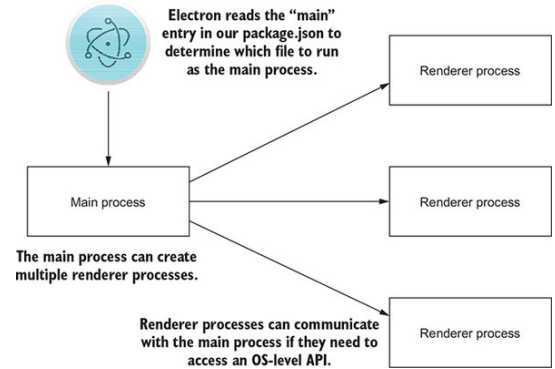 Electron reads the “main”
entry in our package.json to
determine which file to run
as the main process.
Renderer process
Main process
Renderer process
The main process can create
multiple renderer processes.
Renderer processes can communicate
with the main process if they need to
access an OS-level API.
Renderer process